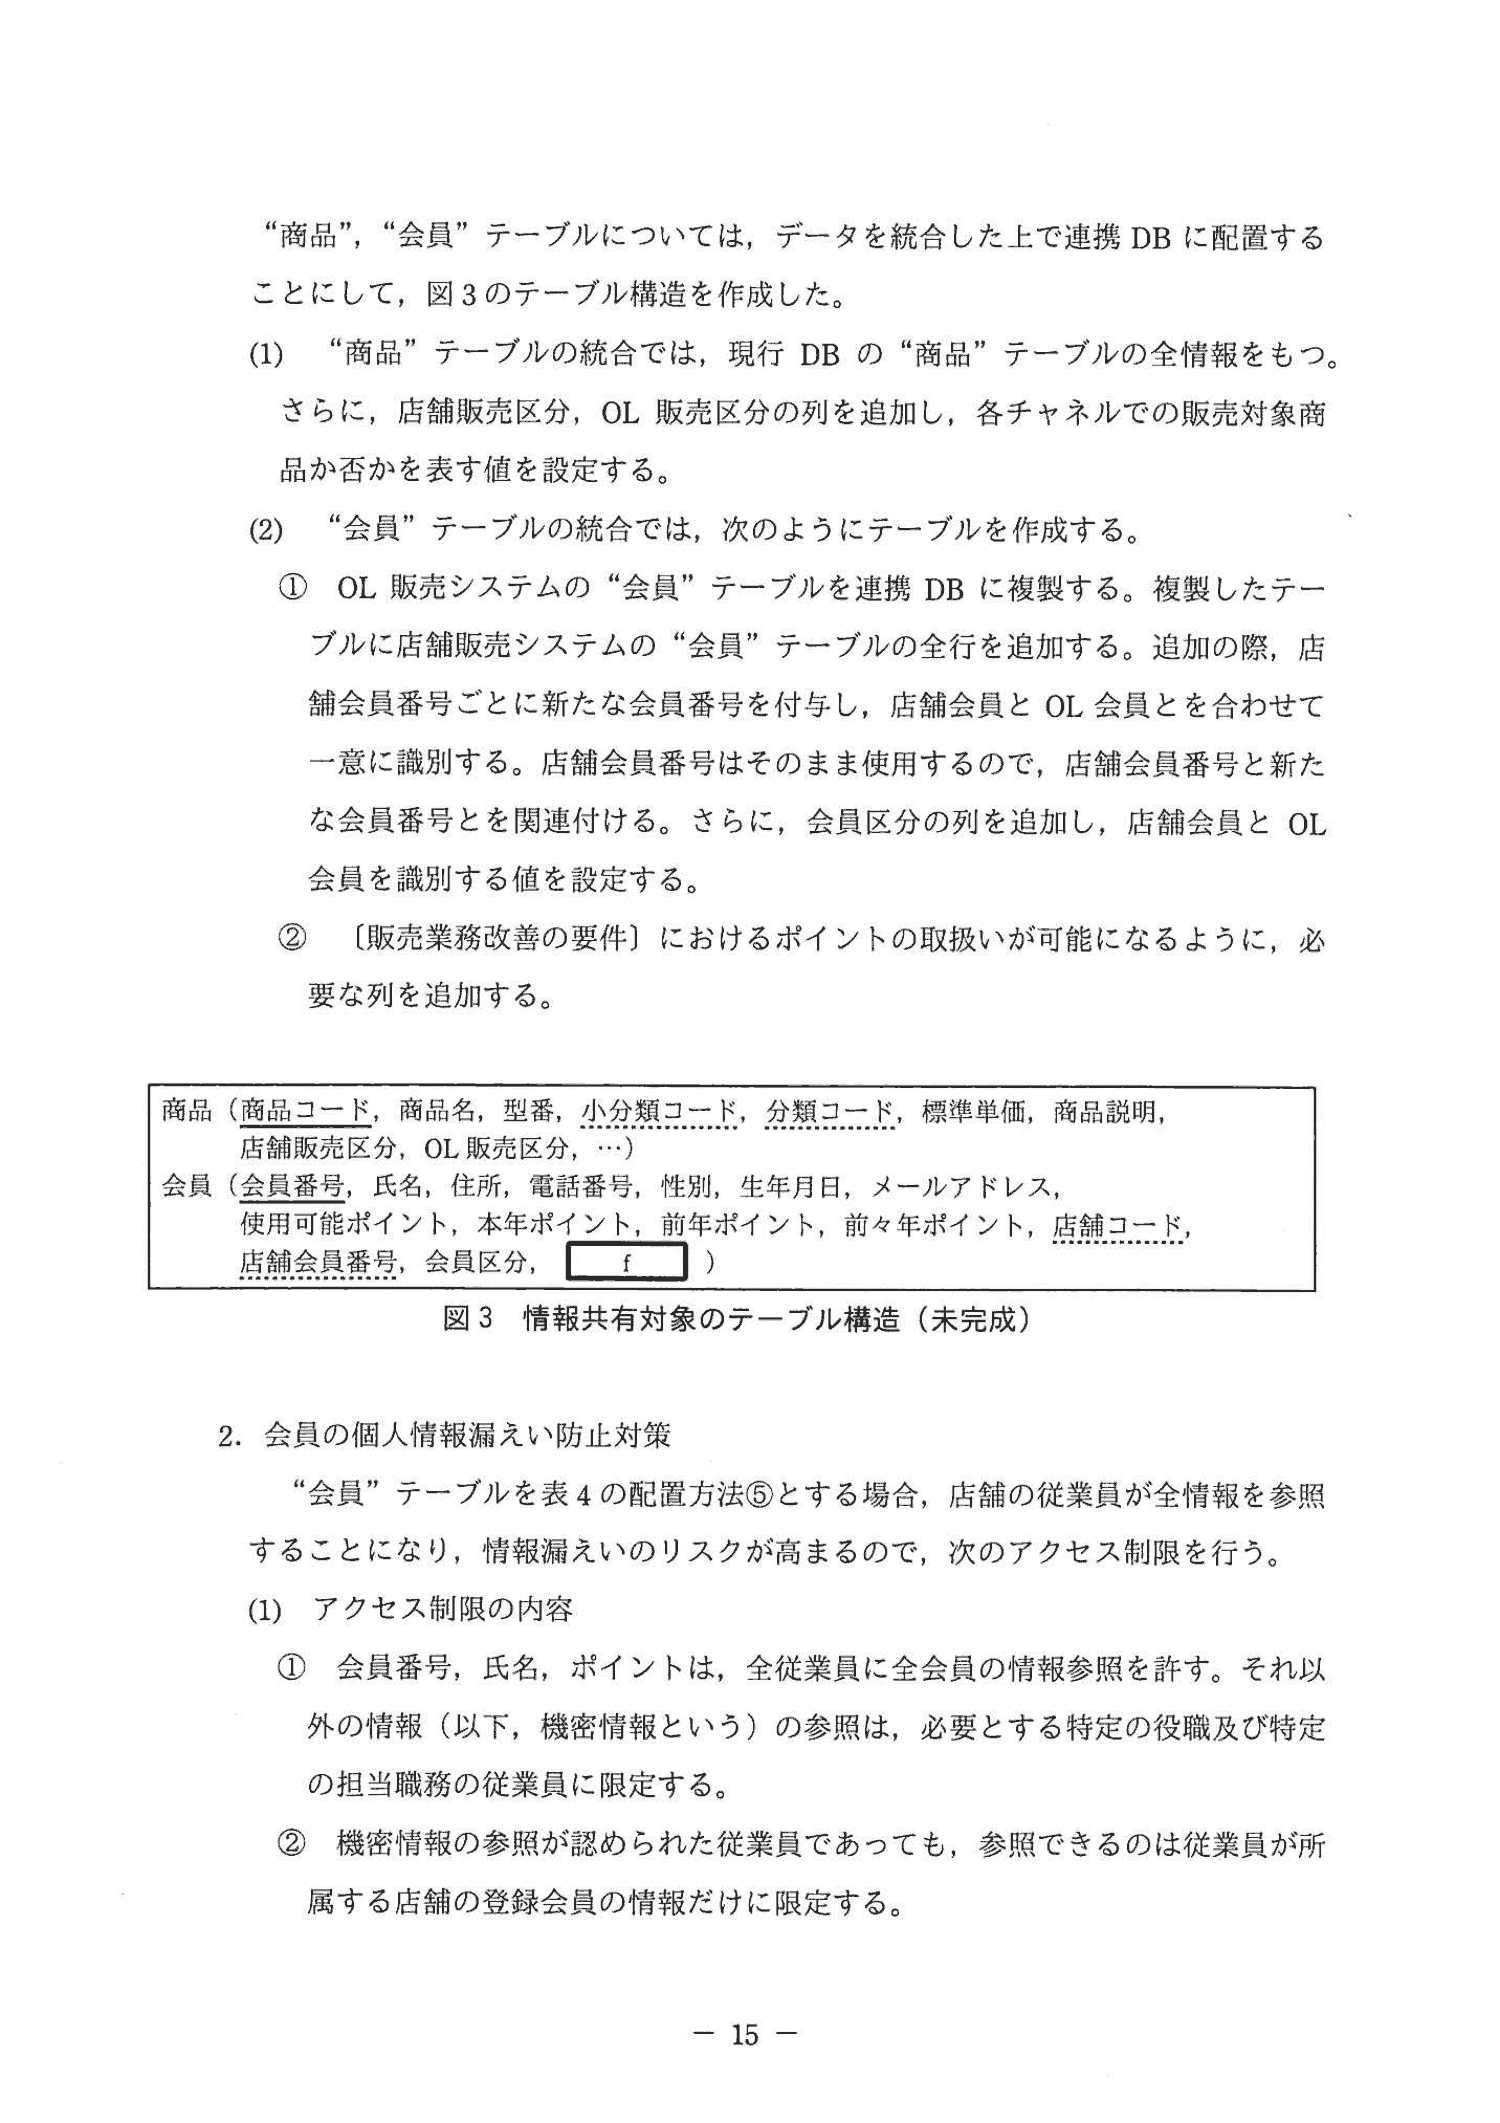 “商品”，“会員” テーブルについては，データを統合した上で連携 DB に配置する
ことにして，図 3 のテーブル構造を作成した。
(1) “商品” テーブルの統合では，現行 DB の “商品” テーブルの全情報をもつ。
さらに，店舗販売区分，OL 販売区分の列を追加し，各チャネルでの販売対象商
品か否かを表す値を設定する。
(2) “会員” テーブルの統合では，次のようにテーブルを作成する。
① OL 販売システムの “会員” テーブルを連携 DB に複製する。複製したテー
ブルに店舗販売システムの “会員” テーブルの全行を追加する。追加の際，店
舗会員番号ごとに新たな会員番号を付与し，店舗会員と OL 会員とを合わせて
一意に識別する。店舗会員番号はそのまま使用するので，店舗会員番号と新た
な会員番号とを関連付ける。さらに，会員区分の列を追加し，店舗会員と OL
会員を識別する値を設定する。
② 〔販売業務改善の要件〕におけるポイントの取扱いが可能になるように，必
要な列を追加する。
商品（商品コード，商品名，型番，小分類コード，分類コード，標準単価，商品説明，
店舗販売区分，OL 販売区分，…）
会員（会員番号，氏名，住所，電話番号，性別，生年月日，メールアドレス，
使用可能ポイント，本年ポイント，前年ポイント，前々年ポイント，店舗コード，
店舗会員番号，会員区分， f ）
図 3 情報共有対象のテーブル構造（未完成）
2. 会員の個人情報漏えい防止対策
“会員” テーブルを表 4 の配置方法⑤とする場合，店舗の従業員が全情報を参照
することになり，情報漏えいのリスクが高まるので，次のアクセス制限を行う。
(1) アクセス制限の内容
① 会員番号，氏名，ポイントは，全従業員に全会員の情報参照を許す。それ以
外の情報（以下，機密情報という）の参照は，必要とする特定の役職及び特定
の担当職務の従業員に限定する。
② 機密情報の参照が認められた従業員であっても，参照できるのは従業員が所
属する店舗の登録会員の情報だけに限定する。
－ 15 －